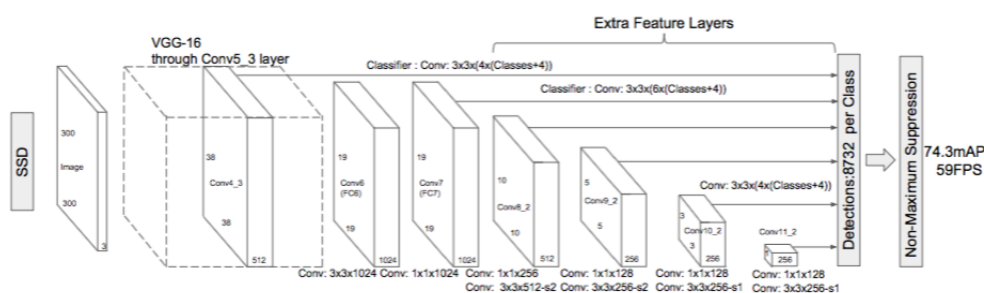 Extra Feature Layers
VGG-16
through Conv5_3 layer
Classifier : Conv: 3x3x(4x(Classes+4))
Classifier : Conv: 3x3x(6x(Classes+4))
SSD
300
Image
300
3
38
Conv4_3
38
512
19
Conv6
(FC6)
19
1024
19
Conv7
(FC7)
19
1024
10
Conv8_2
10
512
5
Conv9_2
5
256
Conv: 3x3x(4x(Classes+4))
3
Conv10_2
3
256
Conv11_2
1
256
Detections:8732 per Class
Non-Maximum Suppression
74.3mAP
59FPS
Conv: 3x3x1024
Conv: 1x1x1024
Conv: 1x1x256
Conv: 3x3x512-s2
Conv: 1x1x128
Conv: 3x3x256-s2
Conv: 1x1x128
Conv: 3x3x256-s1
Conv: 1x1x128
Conv: 3x3x256-s1